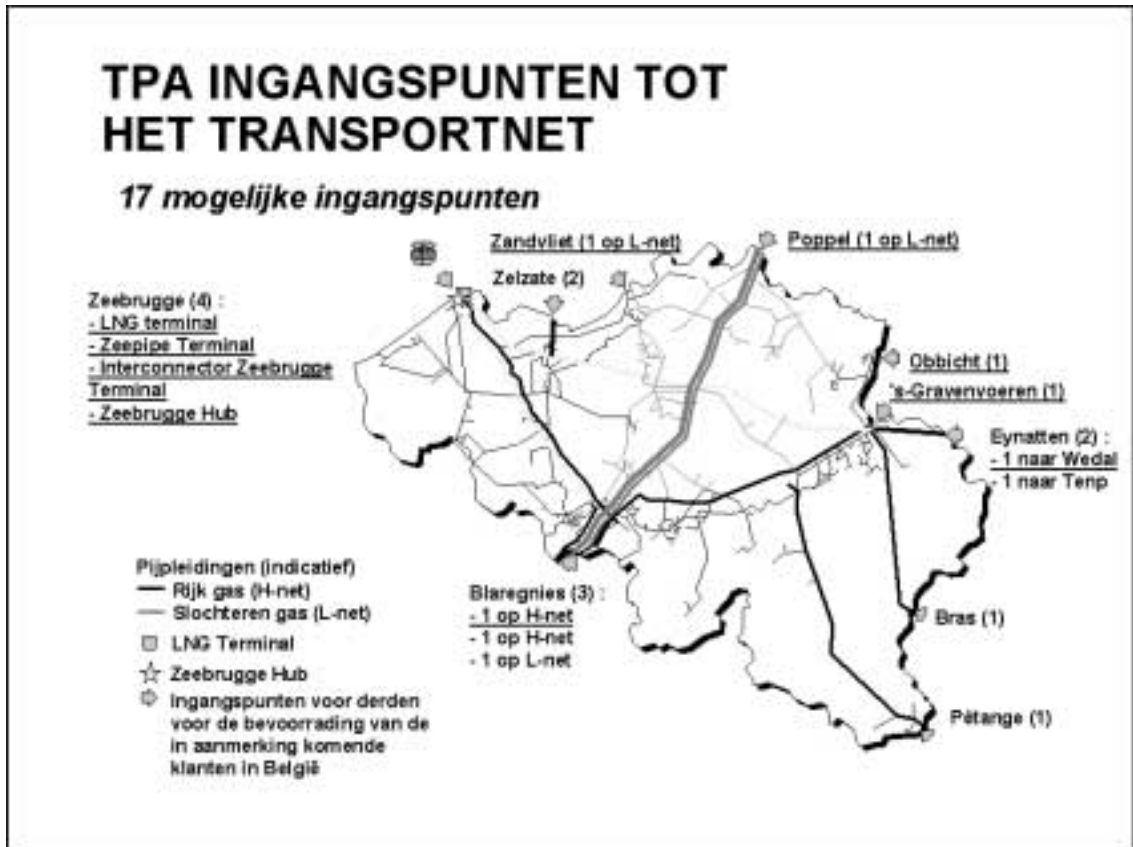 TPA INGANGSPUNTEN TOT
HET TRANSPORTNET
17 mogelijke ingangspunten
Zandvliet (1 op L-net)
Poppel (1 op L-net)
Zelzate (2)
Zeebrugge (4) :
- LNG terminal
- Zeepipe Terminal
- Interconnector Zeebrugge
Terminal
- Zeebrugge Hub
Obbicht (1)
's-Gravenvoeren (1)
Eynatten (2) :
- 1 naar Wedal
- 1 naar Tenp
Pijpleidingen (indicatief)
Rijk gas (H-net)
Slochteren gas (L-net)
LNG Terminal
Zeebrugge Hub
Ingangspunten voor derden
voor de bevoorrading van de
in aanmerking komende
klanten in België
Blaregnies (3) :
- 1 op H-net
- 1 op H-net
- 1 op L-net
Bras (1)
Pétange (1)